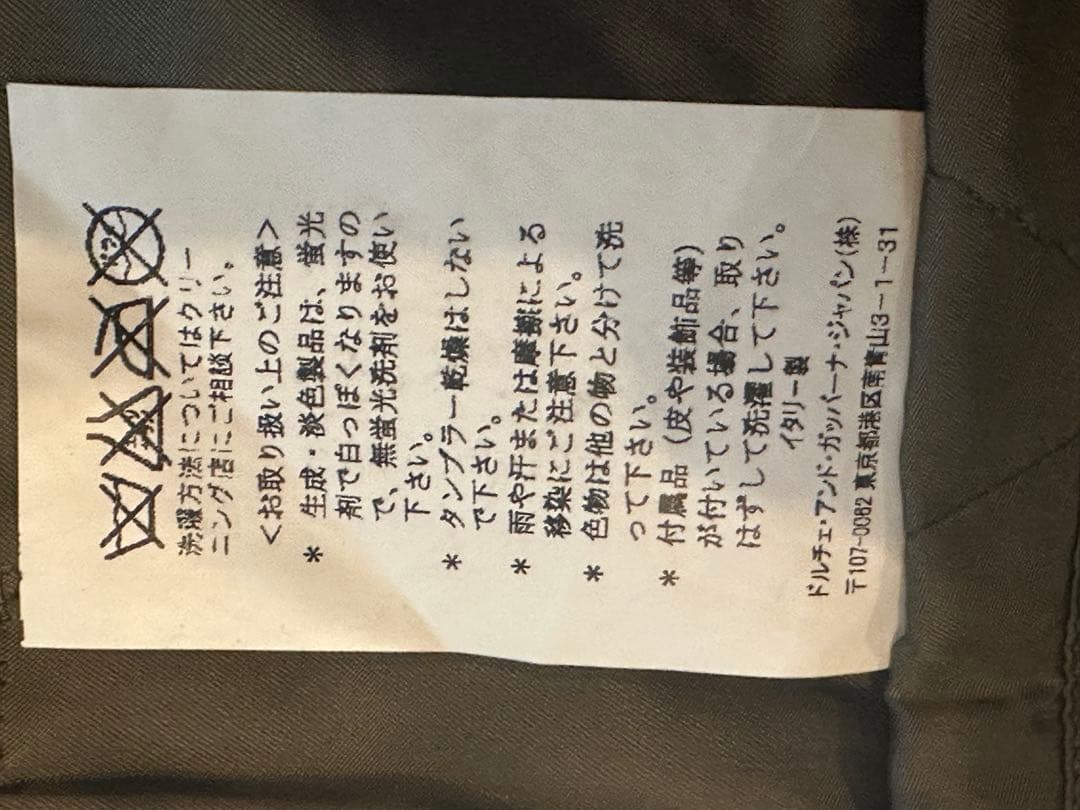 洗濯方法についてはクリー
ニング店にご相談下さい。
<お取り扱い上のご注意>
* 生成・淡色製品は、蛍光
剤で白っぽくなりますの
で、無蛍光洗剤をお使い
下さい。
* タンブラー乾燥はしない
で下さい。
* 雨や汗または摩擦による
移染にご注意下さい。
* 色物は他の物と分けて洗
って下さい。
* 付属品(皮や装飾品等)
が付いている場合、取り
はずして洗濯して下さい。
イタリー製
ドルチェ・アンド・ガッバーナ・ジャパン(株)
〒107-0062 東京都港区南青山3-1-31